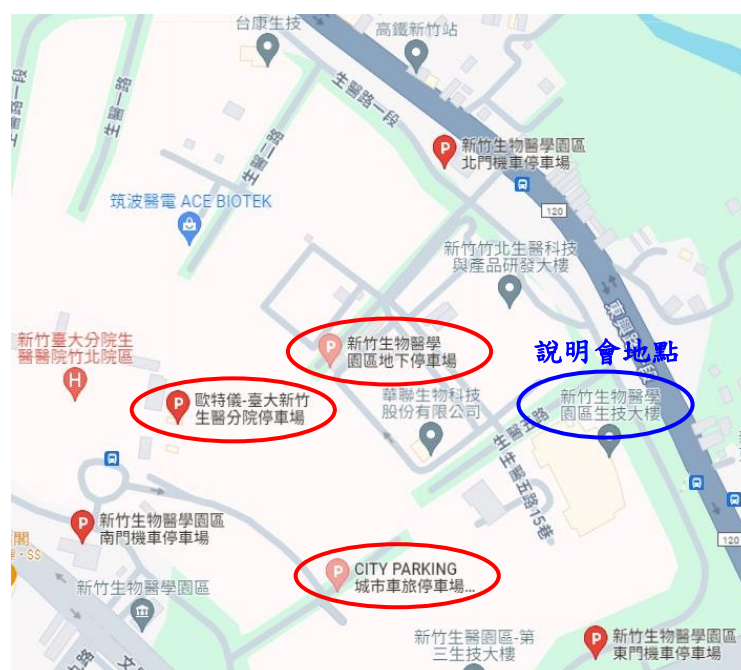 台康生技
高鐵新竹站
生醫路一段
生醫一路
生醫二路
生醫路一段
新竹生物醫學園區
北門機車停車場
120
筑波醫電 ACE BIOTEK
新竹竹北生醫科技
與產品研發大樓
新竹臺大分院生
醫醫院竹北院區
新竹生物醫學
園區地下停車場
說明會地點
歐特儀-臺大新竹
生醫分院停車場
華聯生物科技
股份有限公司
新竹生物醫學
園區生技大樓
生醫五路
生醫五路15巷
新竹生物醫學園區
南門機車停車場
120
CITY PARKING
城市車旅停車場...
新竹生物醫學園區
新竹生醫園區-第
三生技大樓
新竹生物醫學園區
東門機車停車場